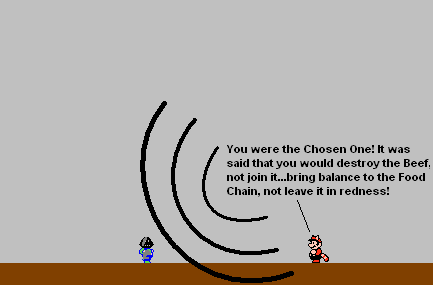 You were the Chosen One! It was
said that you would destroy the Beef,
not join it...bring balance to the Food
Chain, not leave it in redness!